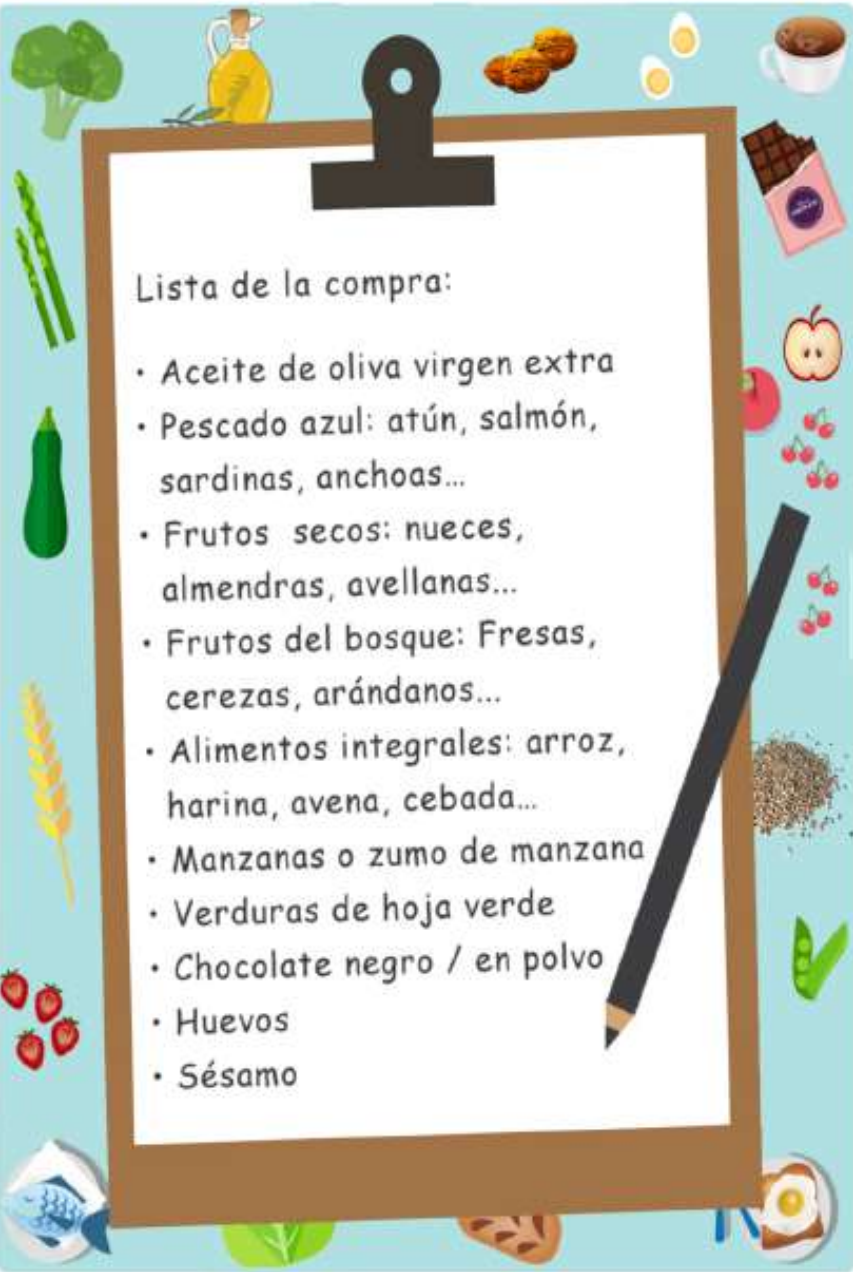 Lista de la compra:
· Aceite de oliva virgen extra
· Pescado azul: atún, salmón,
sardinas, anchoas...
· Frutos secos: nueces,
almendras, avellanas...
· Frutos del bosque: Fresas,
cerezas, arándanos...
· Alimentos integrales: arroz,
harina, avena, cebada...
· Manzanas o zumo de manzana
· Verduras de hoja verde
· Chocolate negro / en polvo
· Huevos
· Sésamo